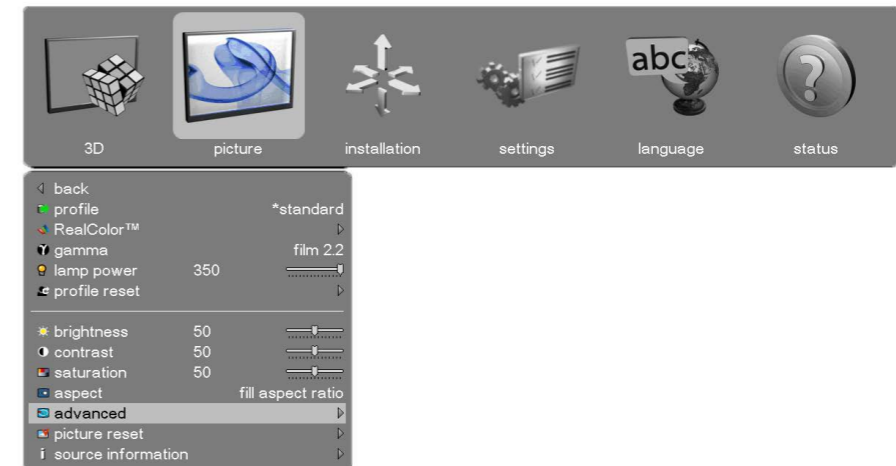 abc
?
3D picture installation settings language status
back
profile *standard
RealColor™
gamma film 2.2
lamp power 350
profile reset
brightness 50
contrast 50
saturation 50
aspect fill aspect ratio
advanced
picture reset
i source information